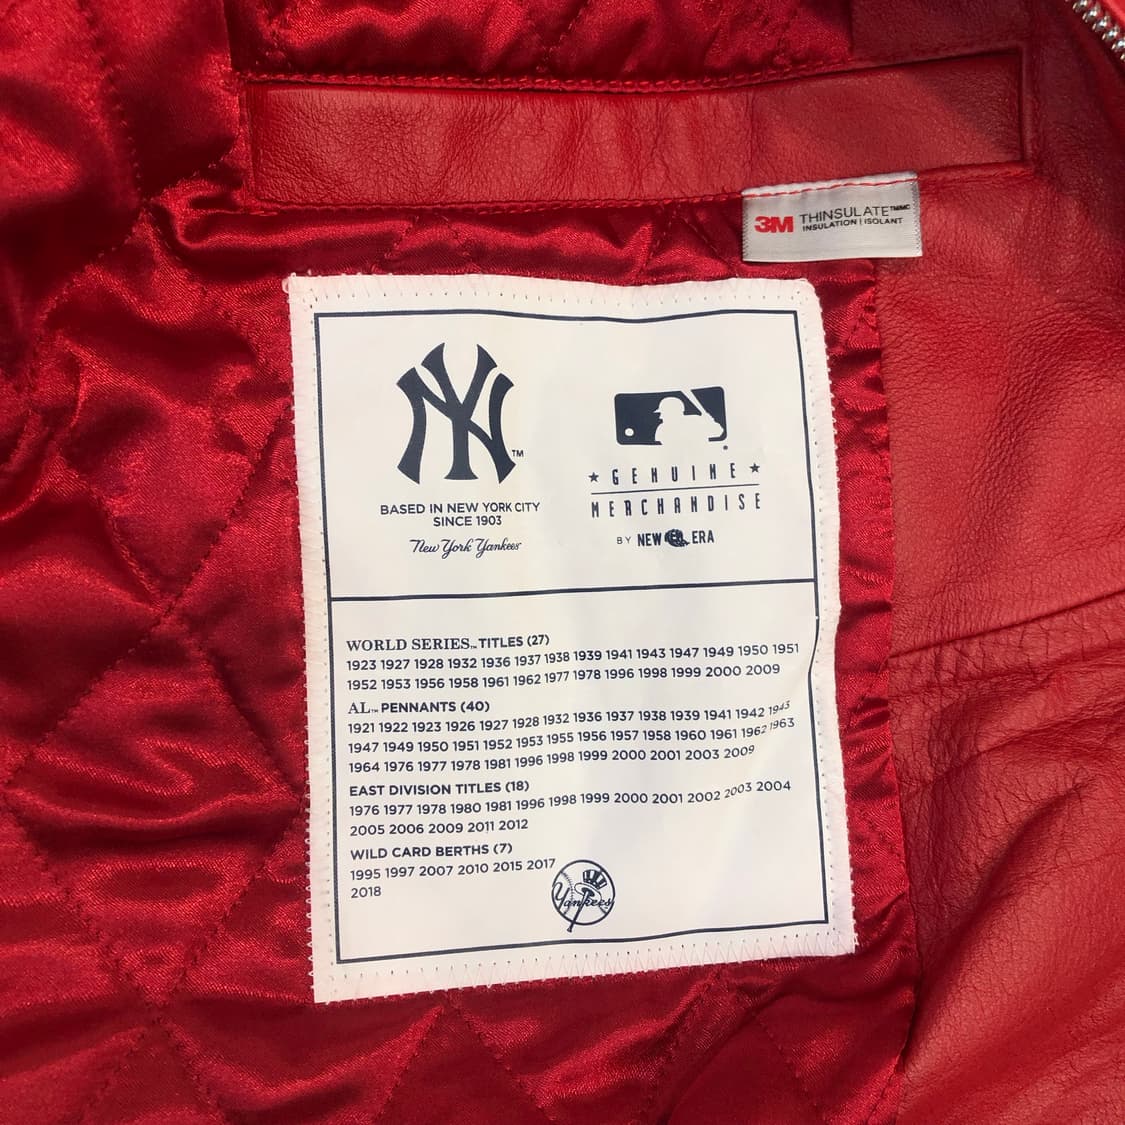 3M THINSULATE™/MC
INSULATION | ISOLANT
NY™
BASED IN NEW YORK CITY
SINCE 1903
New York Yankees
★ GENUINE ★
MERCHANDISE
BY NEW ERA
WORLD SERIES™ TITLES (27)
1923 1927 1928 1932 1936 1937 1938 1939 1941 1943 1947 1949 1950 1951
1952 1953 1956 1958 1961 1962 1977 1978 1996 1998 1999 2000 2009
AL™ PENNANTS (40)
1921 1922 1923 1926 1927 1928 1932 1936 1937 1938 1939 1941 1942 1943
1947 1949 1950 1951 1952 1953 1955 1956 1957 1958 1960 1961 1962 1963
1964 1976 1977 1978 1981 1996 1998 1999 2000 2001 2003 2009
EAST DIVISION TITLES (18)
1976 1977 1978 1980 1981 1996 1998 1999 2000 2001 2002 2003 2004
2005 2006 2009 2011 2012
WILD CARD BERTHS (7)
1995 1997 2007 2010 2015 2017
2018
Yankees